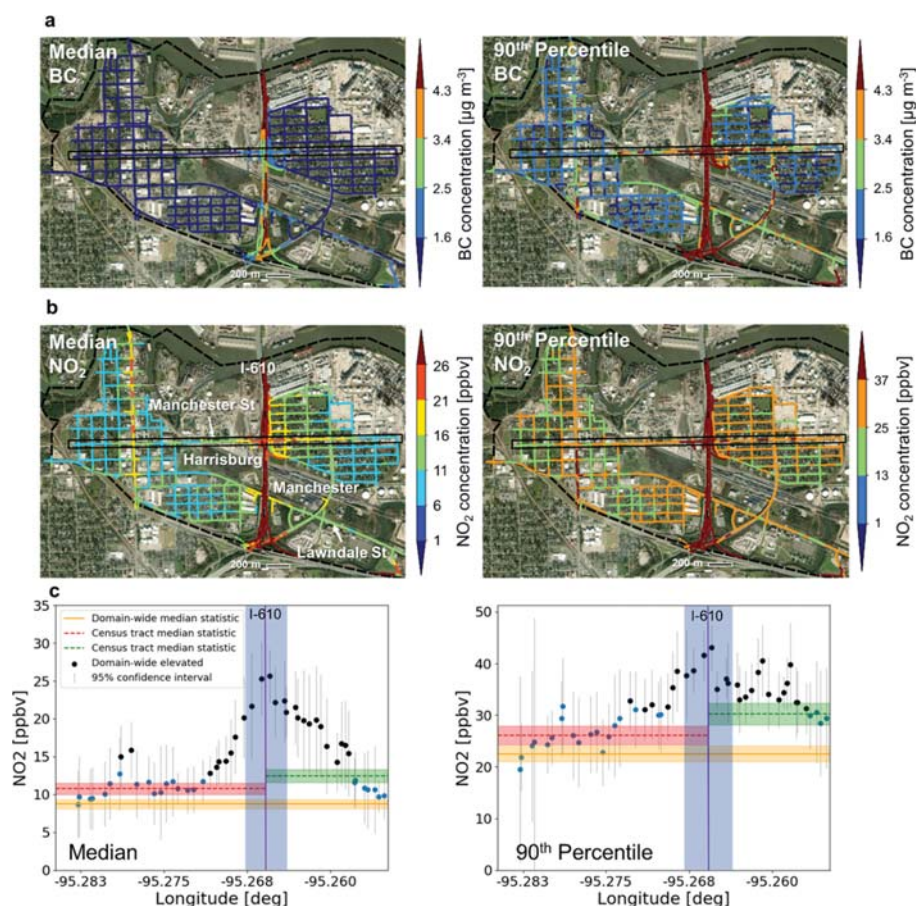 a
Median
BC
4.3
3.4
2.5
1.6
BC concentration [µg m⁻³]
200 m
90th Percentile
BC
4.3
3.4
2.5
1.6
BC concentration [µg m⁻³]
200 m
b
Median
NO₂
I-610
Manchester St
Harrisburg
Manchester
Lawndale St
200 m
26
21
16
11
6
1
NO₂ concentration [ppbv]
90th Percentile
NO₂
200 m
37
25
13
1
NO₂ concentration [ppbv]
c
35
30
25
20
15
10
5
0
NO2 [ppbv]
Domain-wide median statistic
Census tract median statistic
Census tract median statistic
Domain-wide elevated
95% confidence interval
I-610
Median
-95.283 -95.275 -95.268 -95.260
Longitude [deg]
50
40
30
20
10
0
NO2 [ppbv]
I-610
90th Percentile
-95.283 -95.275 -95.268 -95.260
Longitude [deg]